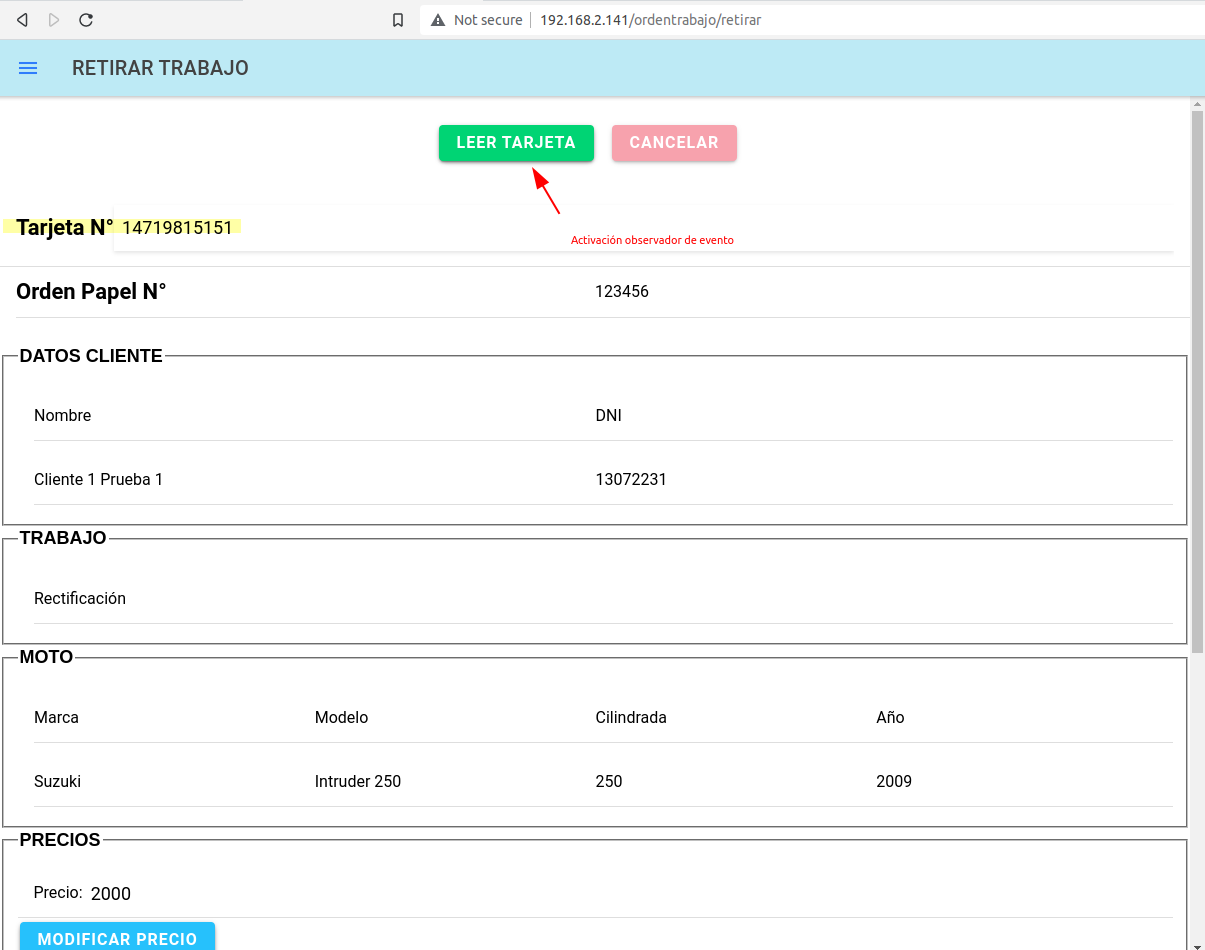 Not secure 192.168.2.141/ordentrabajo/retirar
RETIRAR TRABAJO
LEER TARJETA CANCELAR
Tarjeta N° 14719815151
Activación observador de evento
Orden Papel N° 123456
DATOS CLIENTE
Nombre DNI
Cliente 1 Prueba 1 13072231
TRABAJO
Rectificación
MOTO
Marca Modelo Cilindrada Año
Suzuki Intruder 250 250 2009
PRECIOS
Precio: 2000
MODIFICAR PRECIO